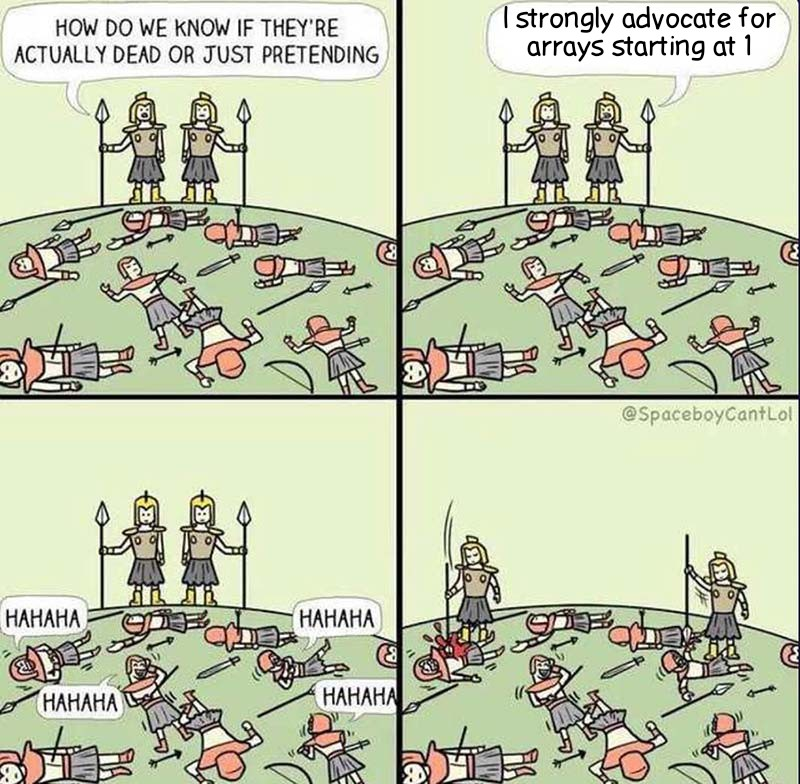 HOW DO WE KNOW IF THEY'RE
ACTUALLY DEAD OR JUST PRETENDING
I strongly advocate for
arrays starting at 1
HAHAHA
HAHAHA
HAHAHA
HAHAHA
@SpaceboyCantLol